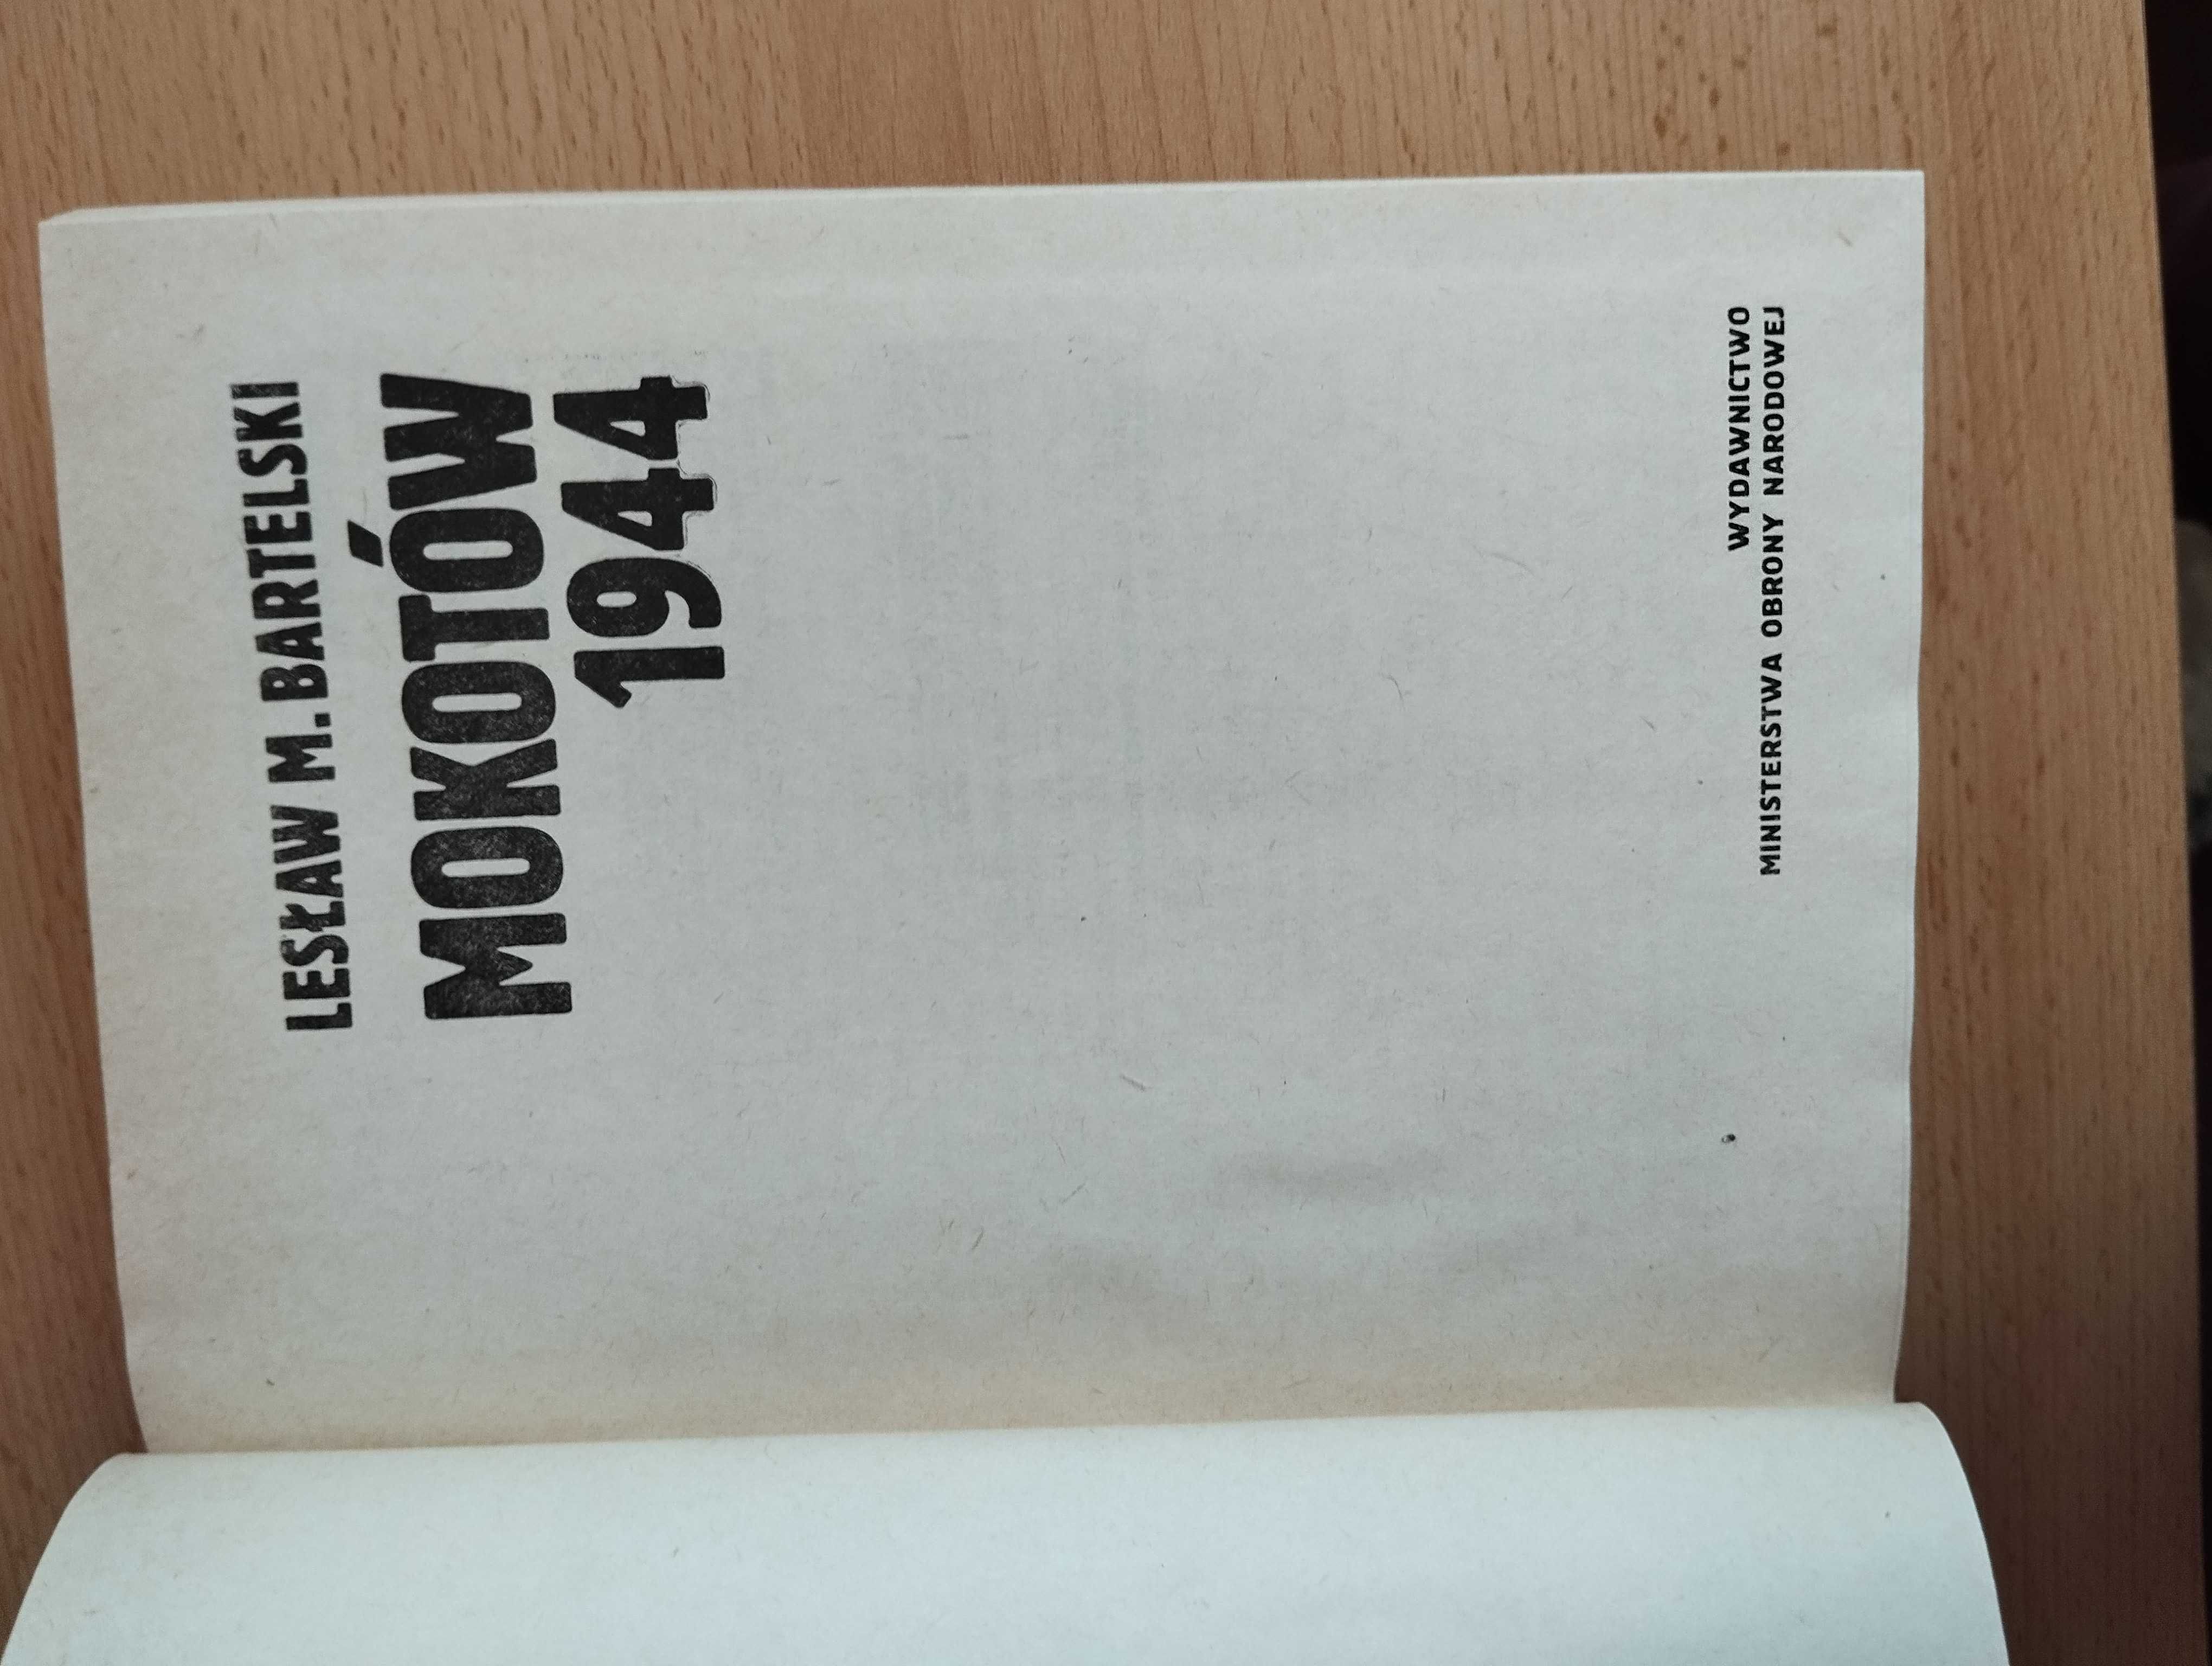 LESŁAW M. BARTELSKI
MOKOTÓW
1944
WYDAWNICTWO
MINISTERSTWA OBRONY NARODOWEJ